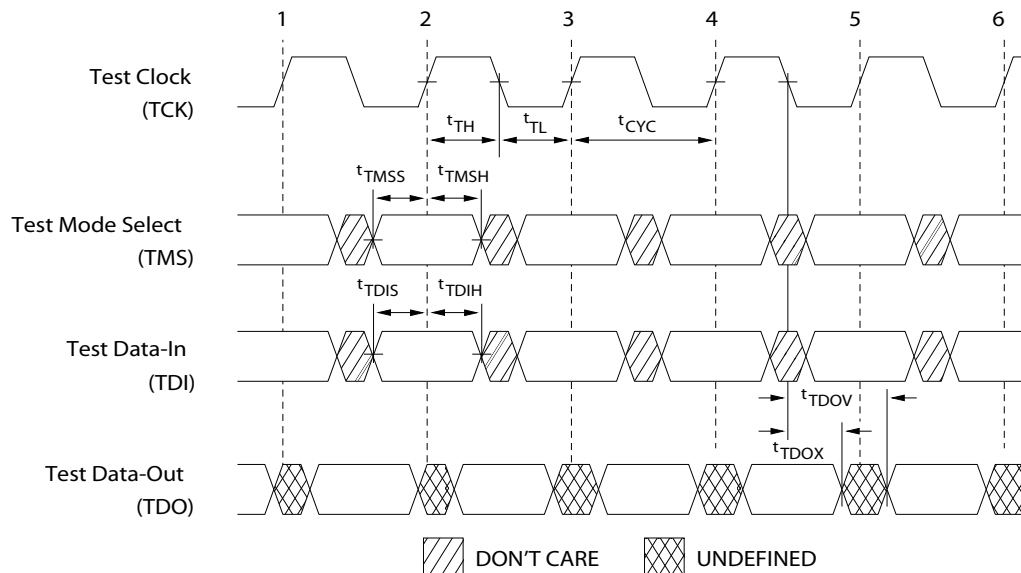 1 2 3 4 5 6
Test Clock
(TCK)
tTH tTL tCYC
tTMSS tTMSH
Test Mode Select
(TMS)
tTDIS tTDIH
Test Data-In
(TDI)
tTDOV
tTDOX
Test Data-Out
(TDO)
DON'T CARE UNDEFINED